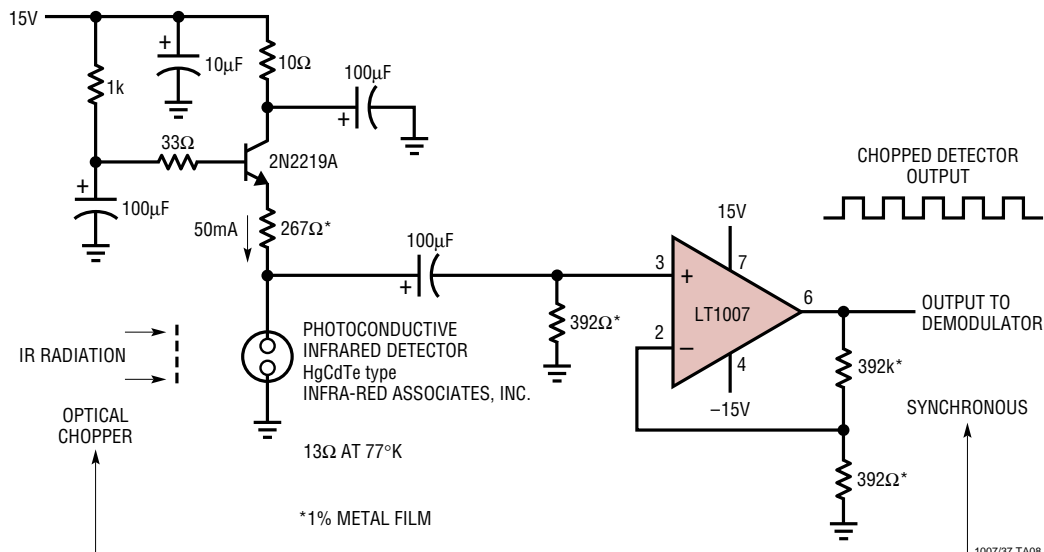 15V
10µF
10Ω
1k
100µF
33Ω
2N2219A
100µF
50mA
267Ω*
100µF
CHOPPED DETECTOR
OUTPUT
15V
3
+
7
LT1007
6
2
–
4
–15V
392Ω*
OUTPUT TO
DEMODULATOR
392k*
392Ω*
IR RADIATION
PHOTOCONDUCTIVE
INFRARED DETECTOR
HgCdTe type
INFRA-RED ASSOCIATES, INC.
OPTICAL
CHOPPER
13Ω AT 77°K
SYNCHRONOUS
*1% METAL FILM
1007/37 TA08